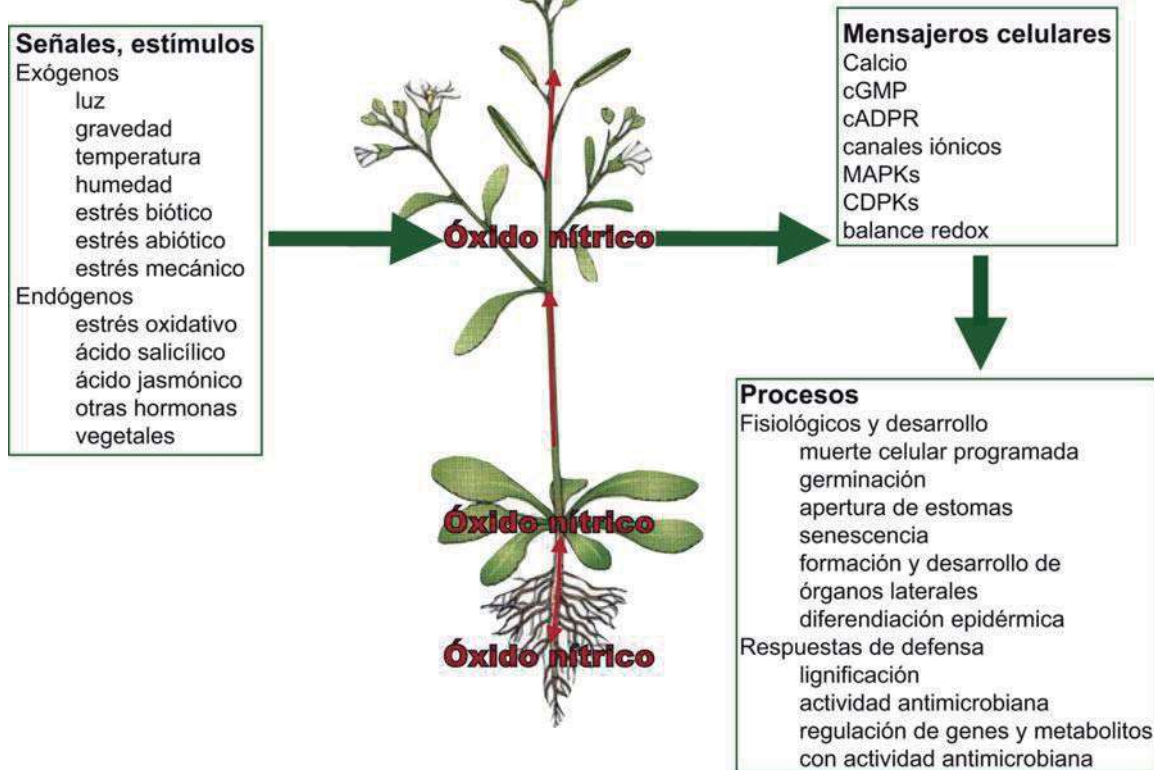 Señales, estímulos
Exógenos
luz
gravedad
temperatura
humedad
estrés biótico
estrés abiótico
estrés mecánico
Endógenos
estrés oxidativo
ácido salicílico
ácido jasmónico
otras hormonas
vegetales
Óxido nítrico
Óxido nítrico
Óxido nítrico
Mensajeros celulares
Calcio
cGMP
cADPR
canales iónicos
MAPKs
CDPKs
balance redox
Procesos
Fisiológicos y desarrollo
muerte celular programada
germinación
apertura de estomas
senescencia
formación y desarrollo de
órganos laterales
diferendiación epidérmica
Respuestas de defensa
lignificación
actividad antimicrobiana
regulación de genes y metabolitos
con actividad antimicrobiana